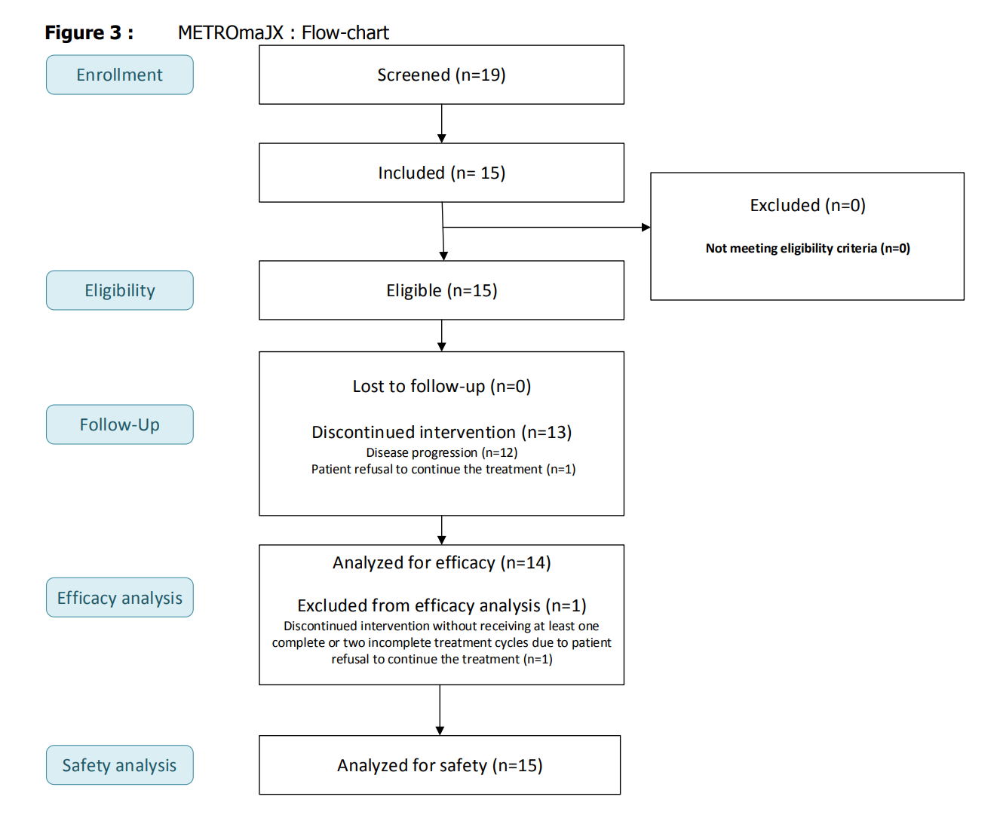 Figure 3 : METROmaJX : Flow-chart
Enrollment
Screened (n=19)
Included (n= 15)
Excluded (n=0)
Not meeting eligibility criteria (n=0)
Eligibility
Eligible (n=15)
Follow-Up
Lost to follow-up (n=0)
Discontinued intervention (n=13)
Disease progression (n=12)
Patient refusal to continue the treatment (n=1)
Efficacy analysis
Analyzed for efficacy (n=14)
Excluded from efficacy analysis (n=1)
Discontinued intervention without receiving at least one
complete or two incomplete treatment cycles due to patient
refusal to continue the treatment (n=1)
Safety analysis
Analyzed for safety (n=15)